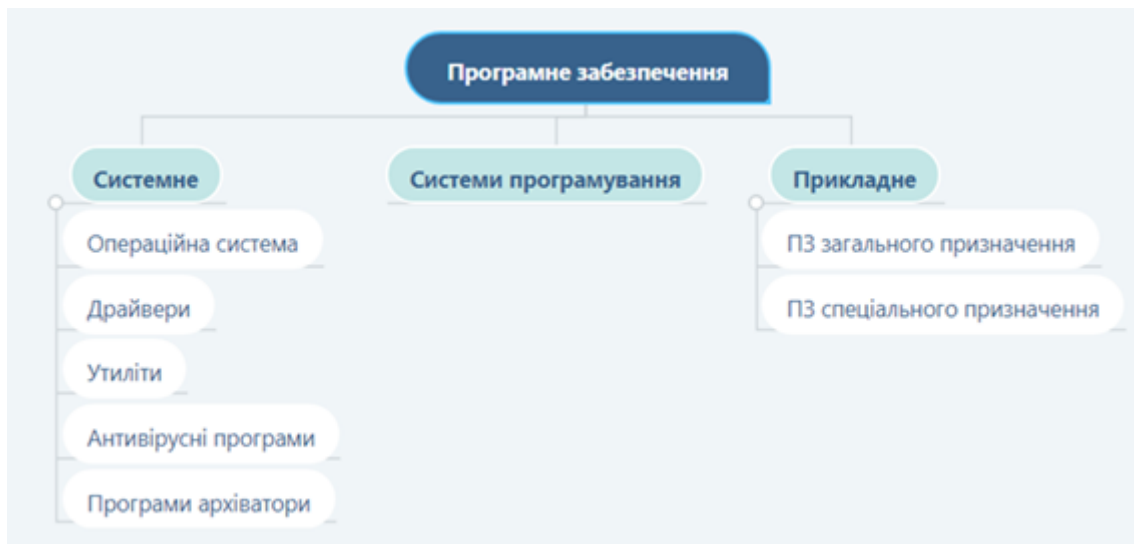 Програмне забезпечення
Системне
Операційна система
Драйвери
Утиліти
Антивірусні програми
Програми архіватори
Системи програмування
Прикладне
ПЗ загального призначення
ПЗ спеціального призначення